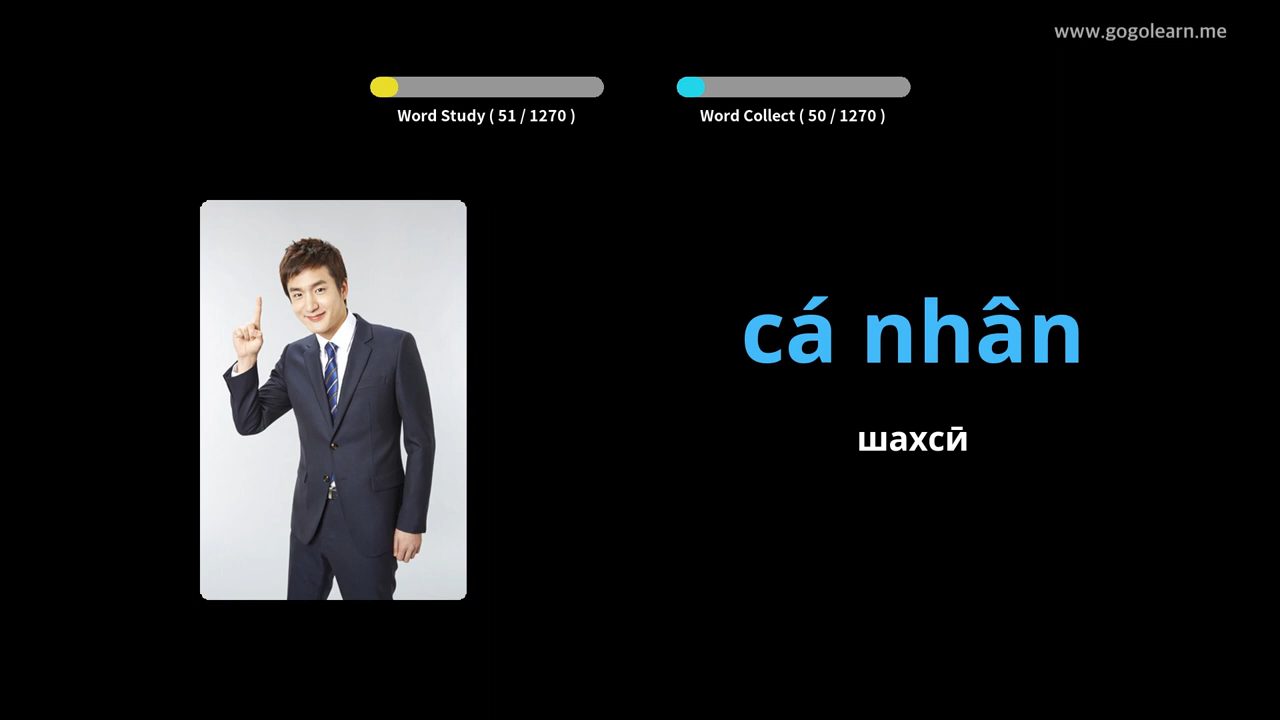 www.gogolearn.me
Word Study ( 51 / 1270 )
Word Collect ( 50 / 1270 )
cá nhân
шахсӣ